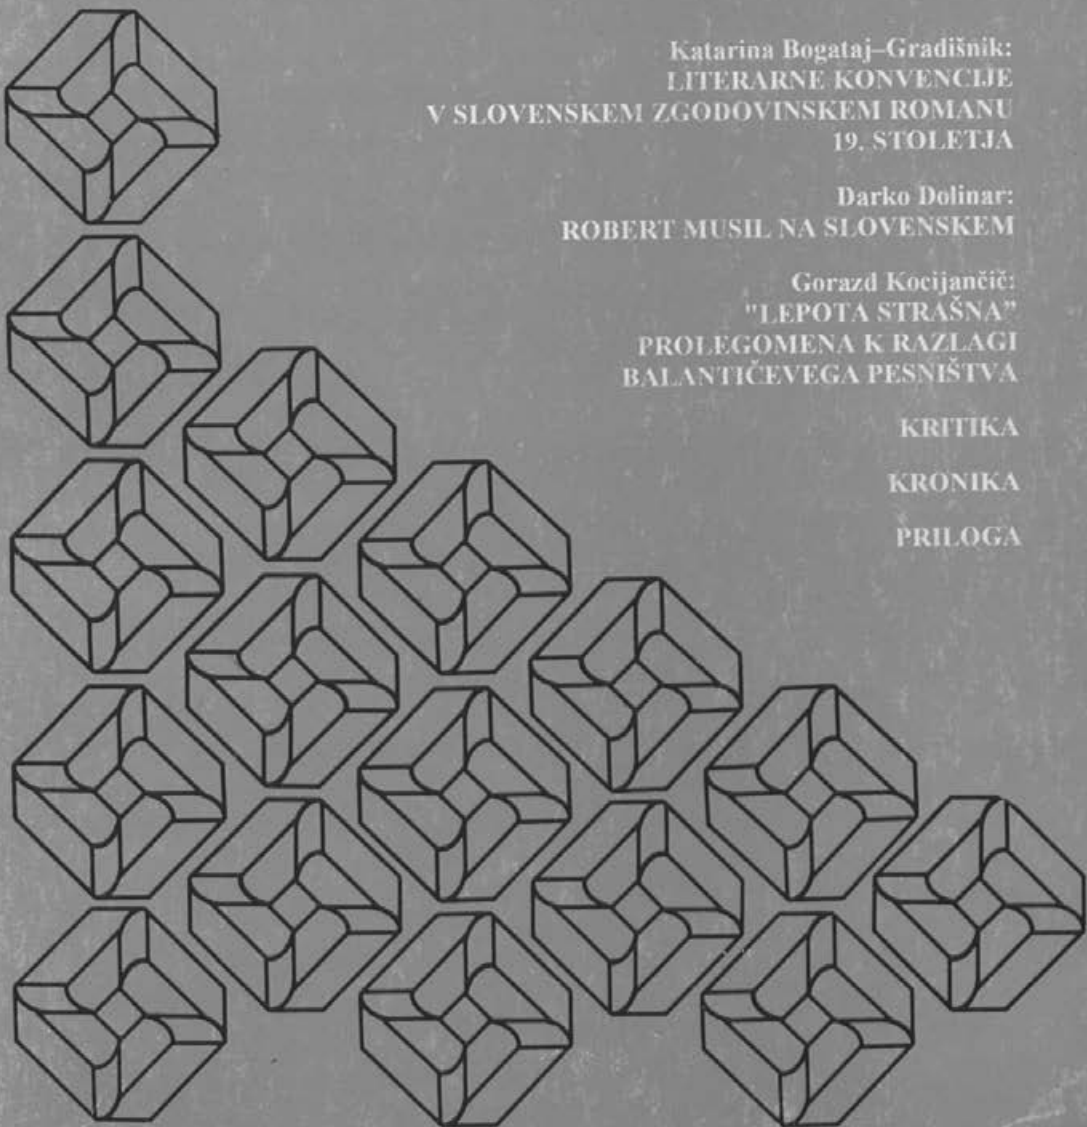 Katarina Bogataj–Gradišnik:
LITERARNE KONVENCIJE
V SLOVENSKEM ZGODOVINSKEM ROMANU
19. STOLETJA
Darko Dolinar:
ROBERT MUSIL NA SLOVENSKEM
Gorazd Kocijančič:
"LEPOTA STRAŠNA”
PROLEGOMENA K RAZLAGI
BALANTIČEVEGA PESNIŠTVA
KRITIKA
KRONIKA
PRILOGA